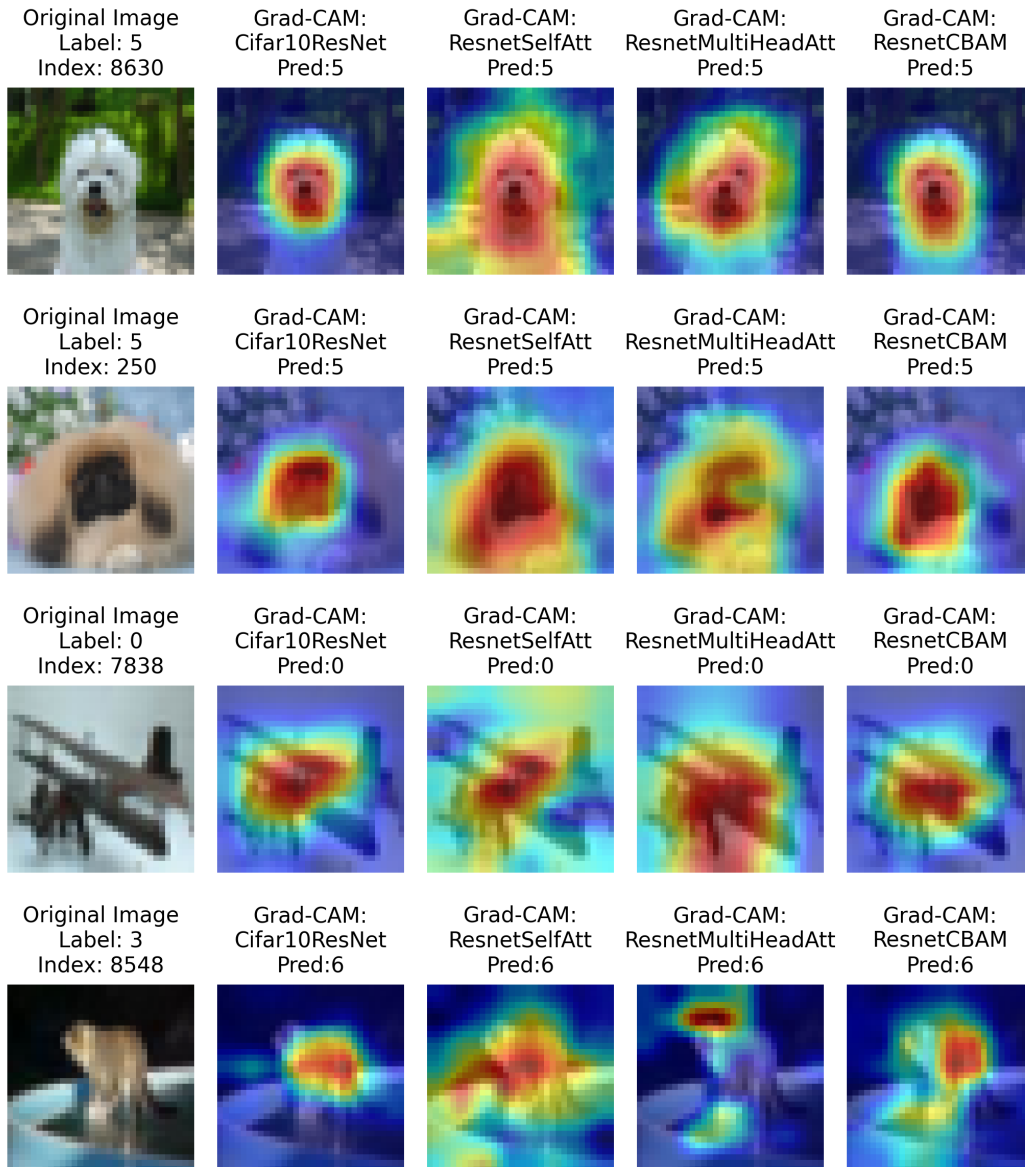 Original Image
Label: 5
Index: 8630
Grad-CAM:
Cifar10ResNet
Pred:5
Grad-CAM:
ResnetSelfAtt
Pred:5
Grad-CAM:
ResnetMultiHeadAtt
Pred:5
Grad-CAM:
ResnetCBAM
Pred:5
Original Image
Label: 5
Index: 250
Grad-CAM:
Cifar10ResNet
Pred:5
Grad-CAM:
ResnetSelfAtt
Pred:5
Grad-CAM:
ResnetMultiHeadAtt
Pred:5
Grad-CAM:
ResnetCBAM
Pred:5
Original Image
Label: 0
Index: 7838
Grad-CAM:
Cifar10ResNet
Pred:0
Grad-CAM:
ResnetSelfAtt
Pred:0
Grad-CAM:
ResnetMultiHeadAtt
Pred:0
Grad-CAM:
ResnetCBAM
Pred:0
Original Image
Label: 3
Index: 8548
Grad-CAM:
Cifar10ResNet
Pred:6
Grad-CAM:
ResnetSelfAtt
Pred:6
Grad-CAM:
ResnetMultiHeadAtt
Pred:6
Grad-CAM:
ResnetCBAM
Pred:6